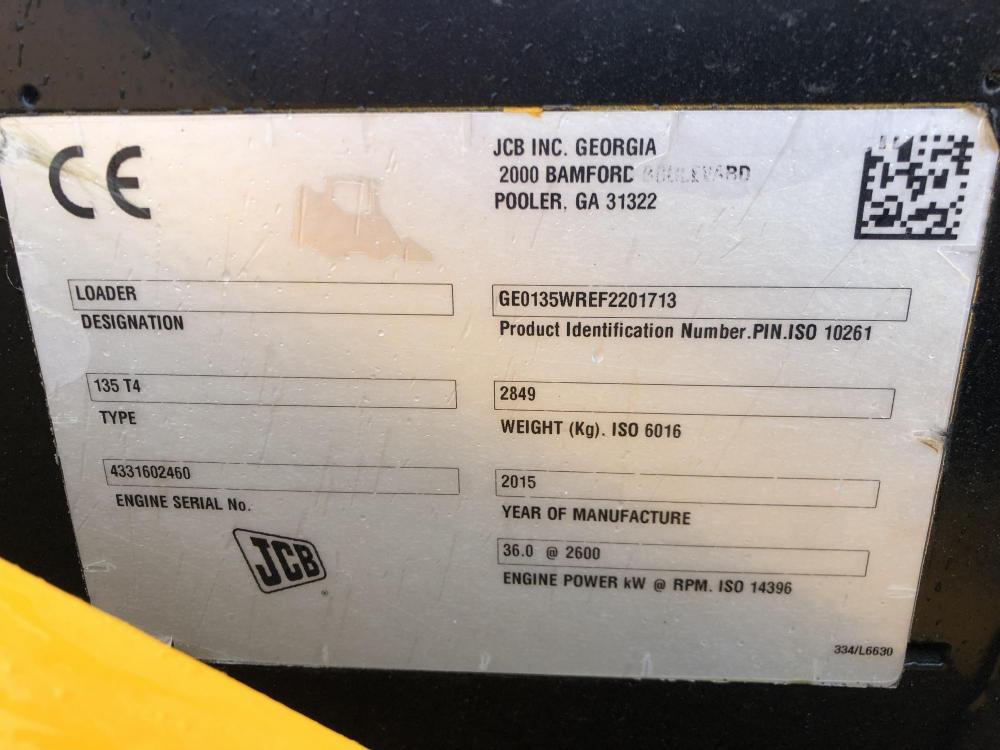 CE
JCB INC. GEORGIA
2000 BAMFORD BOULEVARD
POOLER, GA 31322
LOADER
DESIGNATION
GE0135WREF2201713
Product Identification Number.PIN.ISO 10261
135 T4
TYPE
2849
WEIGHT (Kg). ISO 6016
4331602460
ENGINE SERIAL No.
2015
YEAR OF MANUFACTURE
36.0 @ 2600
ENGINE POWER kW @ RPM. ISO 14396
JCB
334/L6630